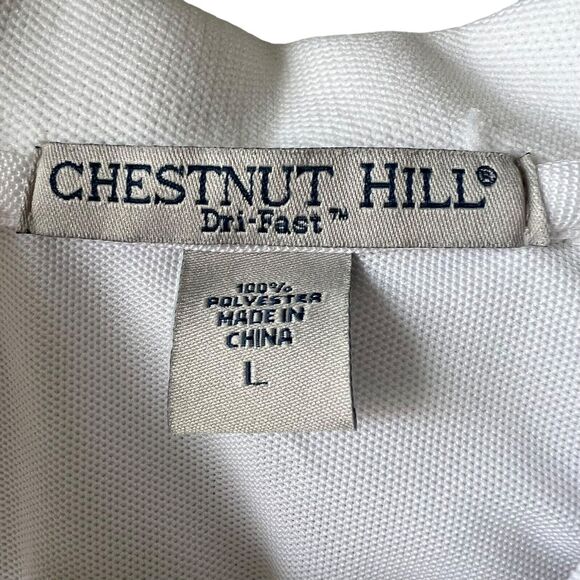 CHESTNUT HILL®
Dri-Fast™
100%
POLYESTER
MADE IN
CHINA
L